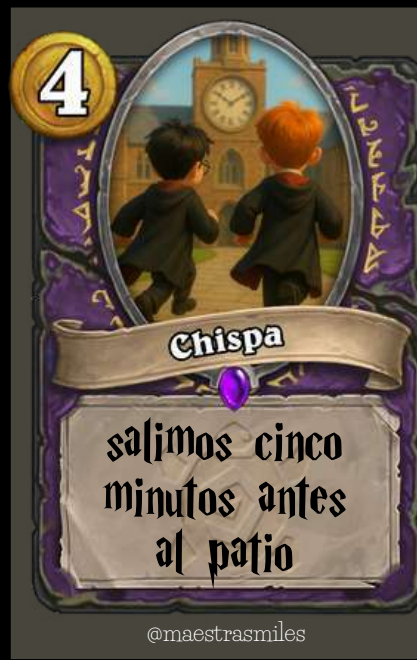 4
Chispa
salimos cinco
minutos antes
al patio
@maestrasmiles